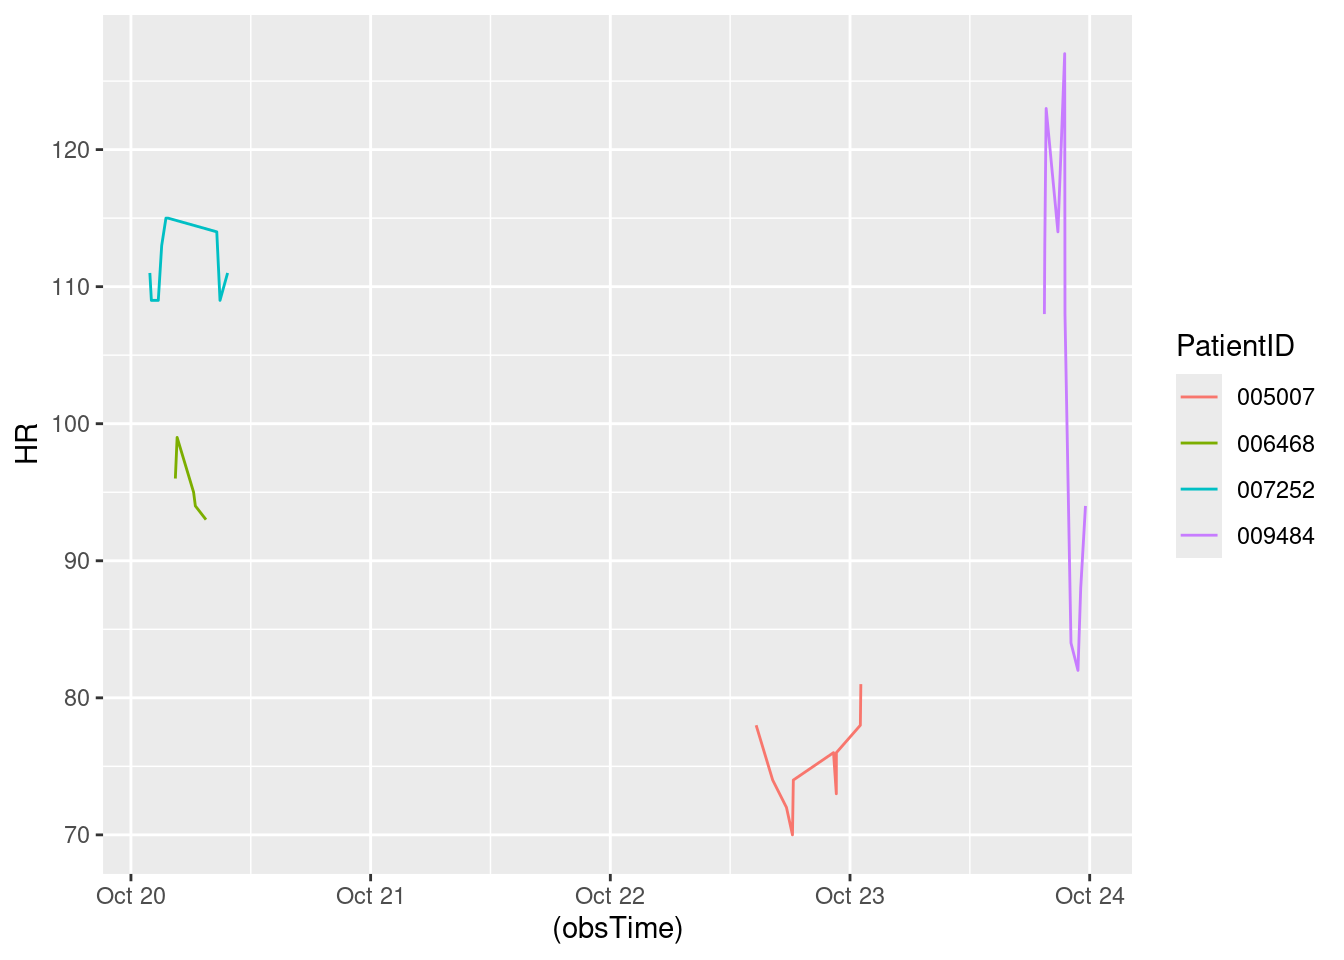 HR
120
110
100
90
80
70
Oct 20
Oct 21
Oct 22
Oct 23
Oct 24
(obsTime)
PatientID
005007
006468
007252
009484